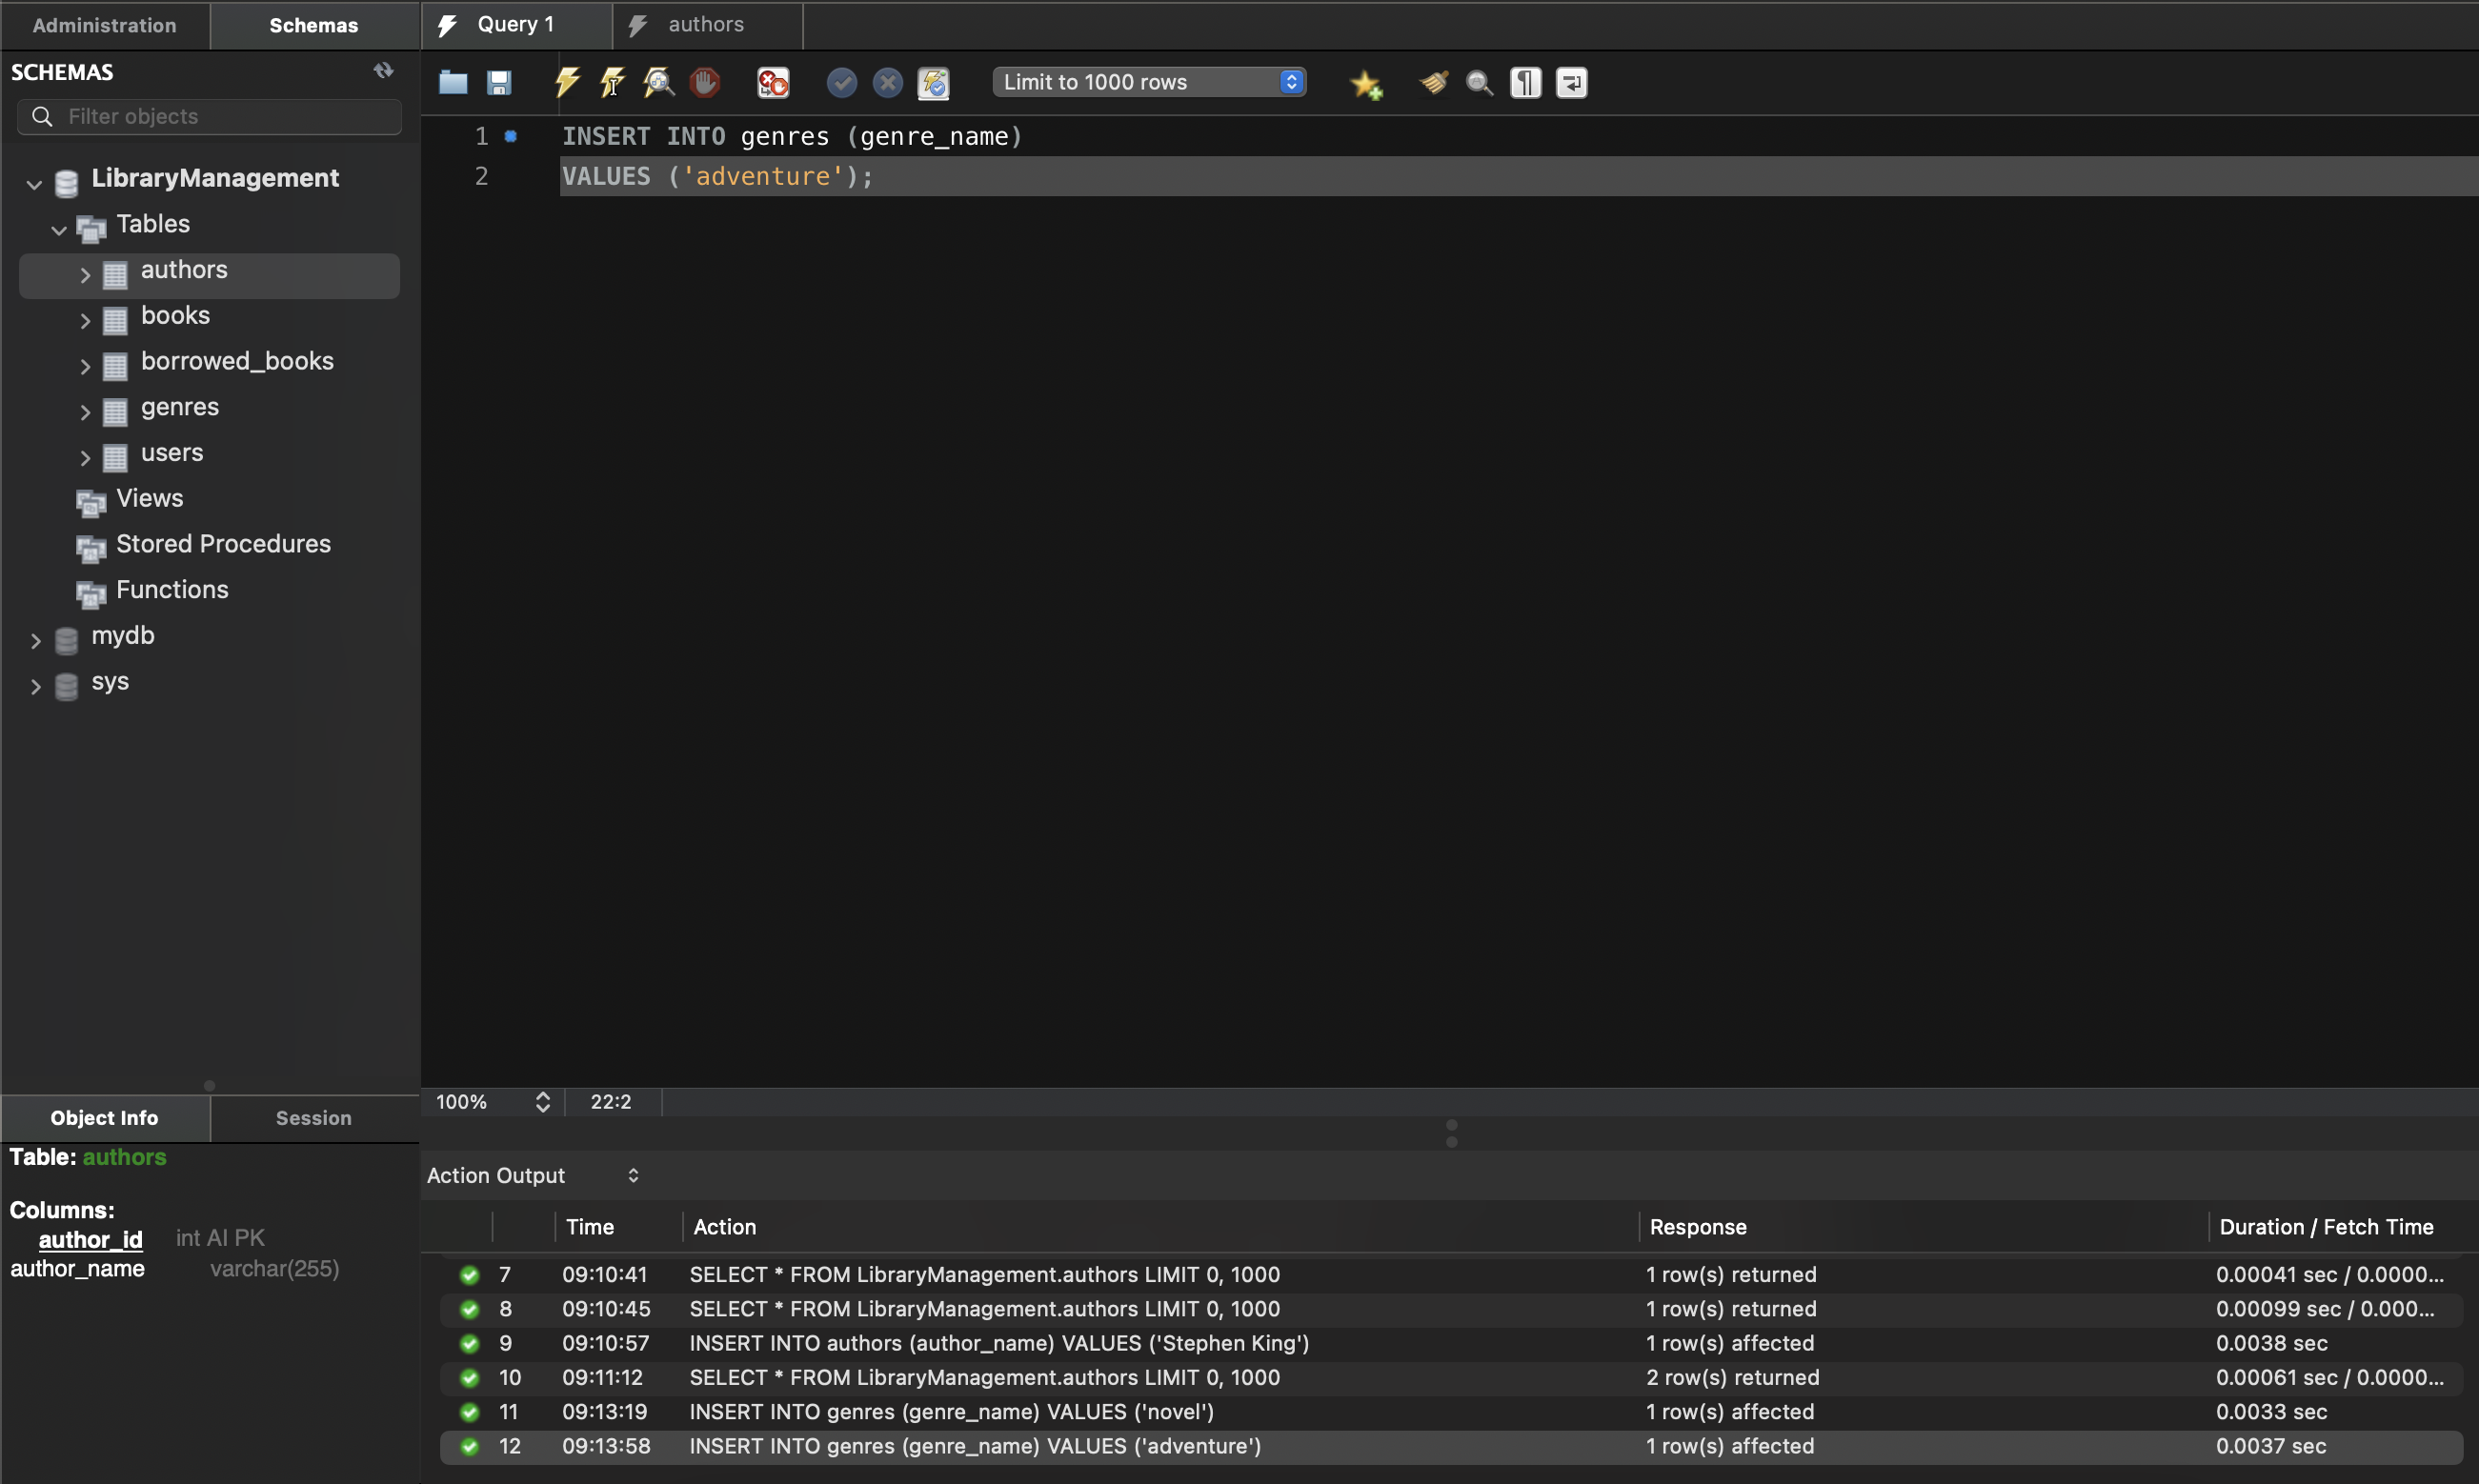 Administration
Schemas
Query 1
authors
SCHEMAS
Filter objects
Limit to 1000 rows
LibraryManagement
Tables
authors
books
borrowed_books
genres
users
Views
Stored Procedures
Functions
mydb
sys
1 INSERT INTO genres (genre_name)
2 VALUES ('adventure');
100% 22:2
Object Info
Session
Table: authors
Columns:
author_id int AI PK
author_name varchar(255)
Action Output
Time Action Response Duration / Fetch Time
7 09:10:41 SELECT * FROM LibraryManagement.authors LIMIT 0, 1000 1 row(s) returned 0.00041 sec / 0.0000...
8 09:10:45 SELECT * FROM LibraryManagement.authors LIMIT 0, 1000 1 row(s) returned 0.00099 sec / 0.000...
9 09:10:57 INSERT INTO authors (author_name) VALUES ('Stephen King') 1 row(s) affected 0.0038 sec
10 09:11:12 SELECT * FROM LibraryManagement.authors LIMIT 0, 1000 2 row(s) returned 0.00061 sec / 0.0000...
11 09:13:19 INSERT INTO genres (genre_name) VALUES ('novel') 1 row(s) affected 0.0033 sec
12 09:13:58 INSERT INTO genres (genre_name) VALUES ('adventure') 1 row(s) affected 0.0037 sec